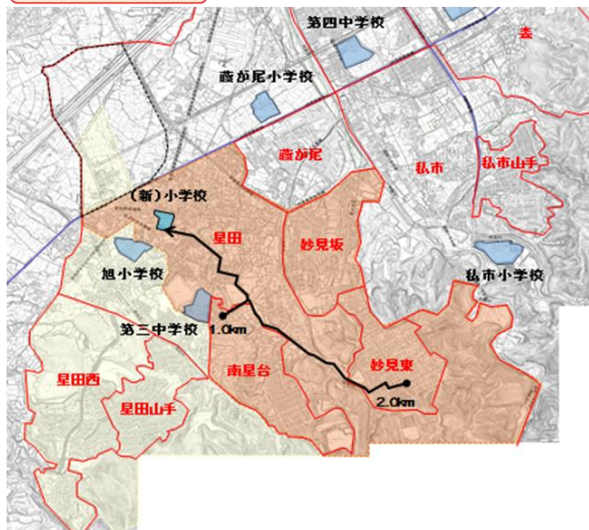 第四中学校
藤が尾小学校
藤が尾
私市
私市山手
(新)小学校
星田
妙見坂
旭小学校
私市小学校
第三中学校
1.0km
南星台
妙見東
2.0km
星田西
星田山手